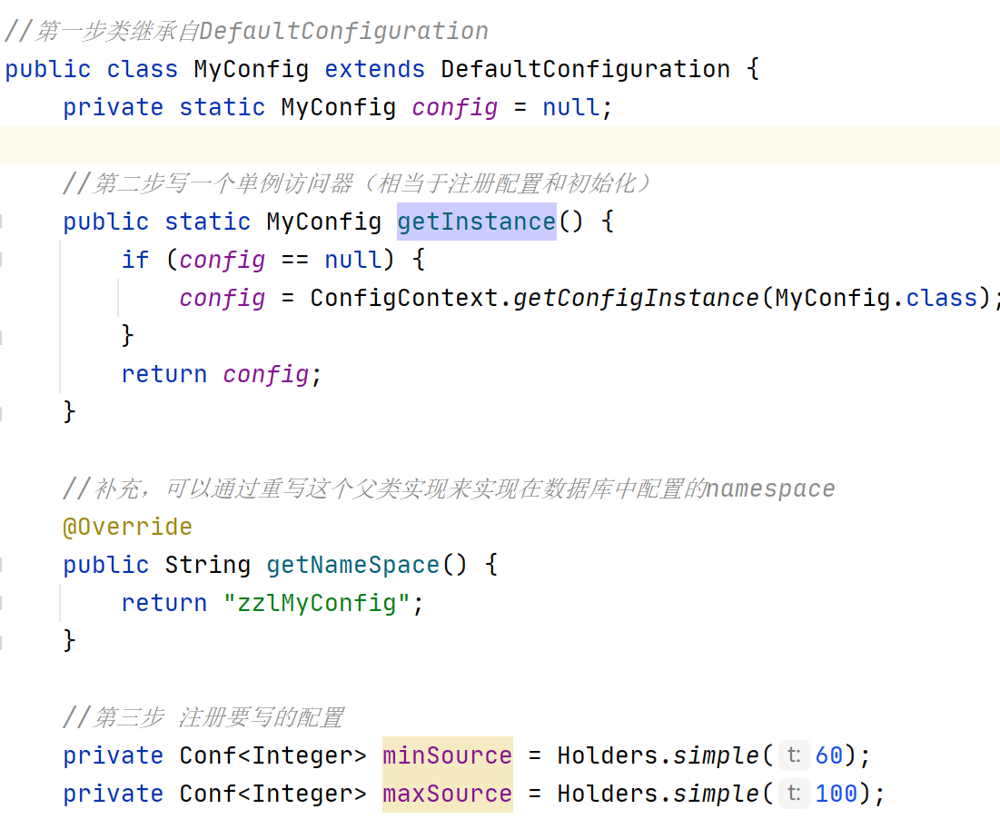 //第一步类继承自DefaultConfiguration
public class MyConfig extends DefaultConfiguration {
    private static MyConfig config = null;
    //第二步写一个单例访问器（相当于注册配置和初始化）
    public static MyConfig getInstance() {
        if (config == null) {
            config = ConfigContext.getConfigInstance(MyConfig.class);
        }
        return config;
    }
    //补充，可以通过重写这个父类实现来实现在数据库中配置的namespace
    @Override
    public String getNameSpace() {
        return "zzlMyConfig";
    }
    //第三步 注册要写的配置
    private Conf<Integer> minSource = Holders.simple( t: 60);
    private Conf<Integer> maxSource = Holders.simple( t: 100);